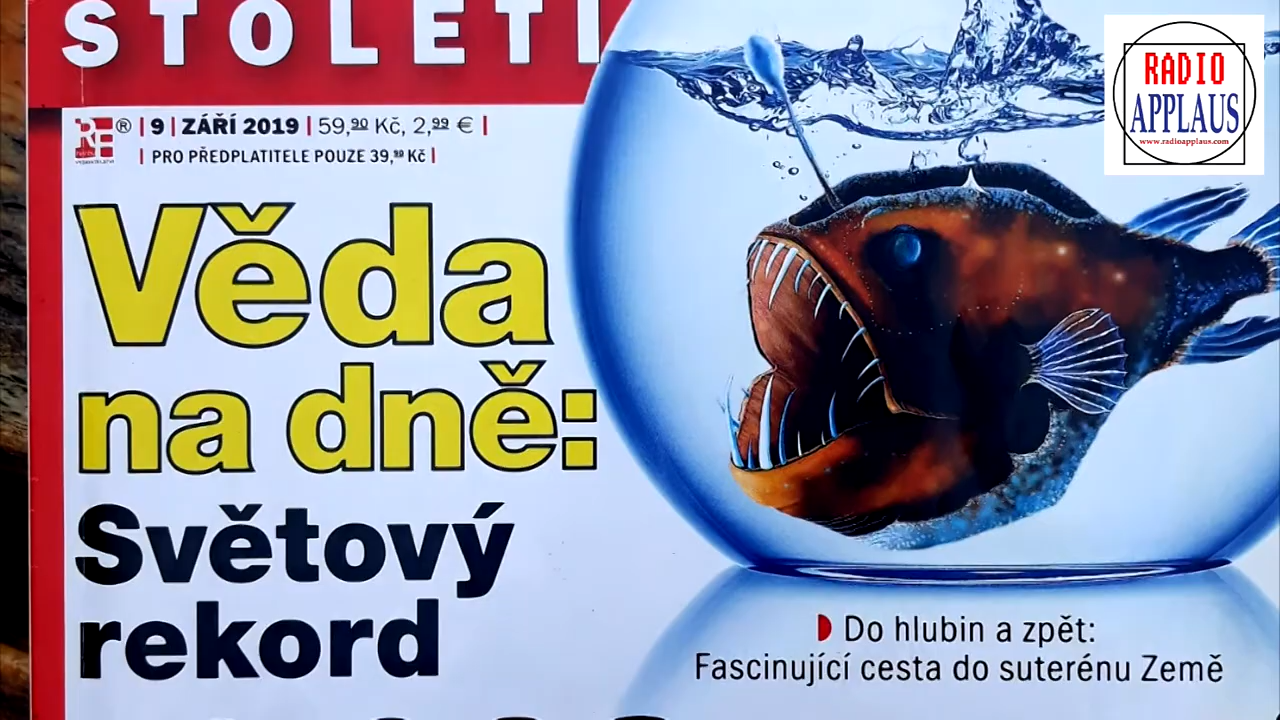 STOLETÍ
RF ® | 9 | ZÁŘÍ 2019 | 59,90 Kč, 2,99 € |
| PRO PŘEDPLATITELE POUZE 39,90 Kč |
Věda
na dně:
Světový
rekord
Do hlubin a zpět:
Fascinující cesta do suterénu Země
RADIO
APPLAUS
www.radioapplaus.com